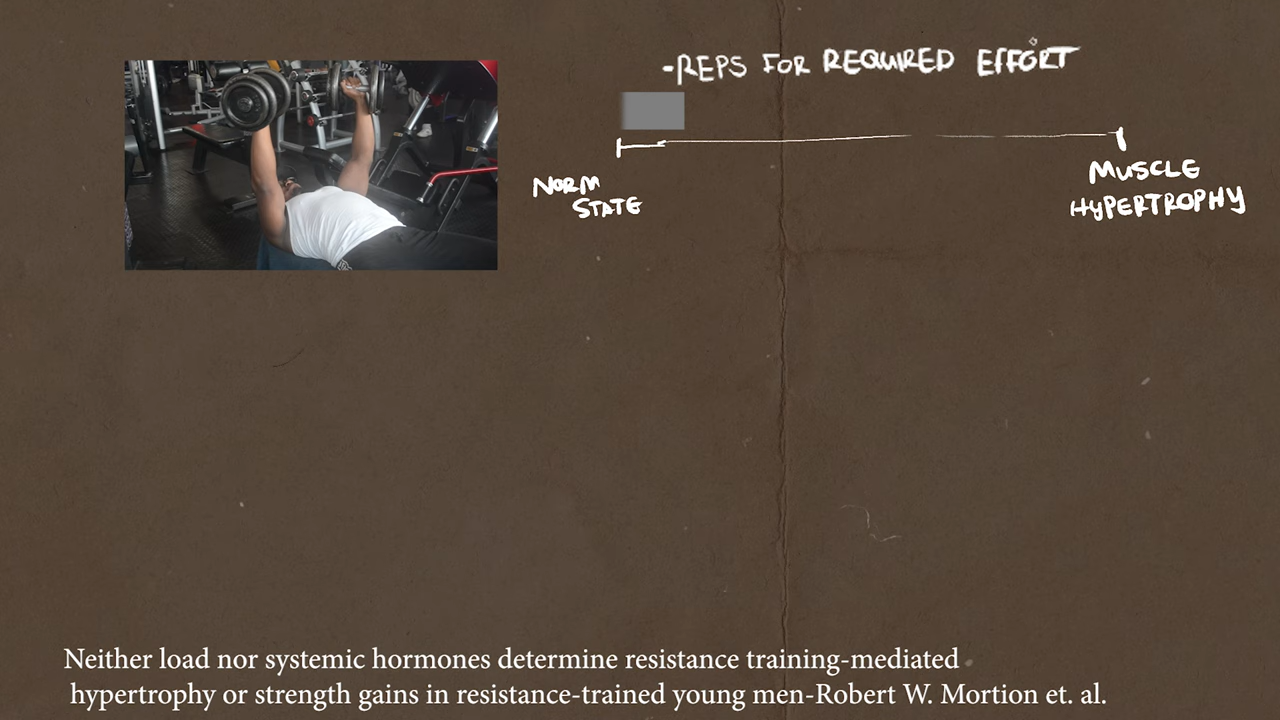 -REPS FOR REQUIRED EFFORT
NORM
STATE
MUSCLE
HYPERTROPHY
Neither load nor systemic hormones determine resistance training-mediated
hypertrophy or strength gains in resistance-trained young men-Robert W. Mortion et. al.